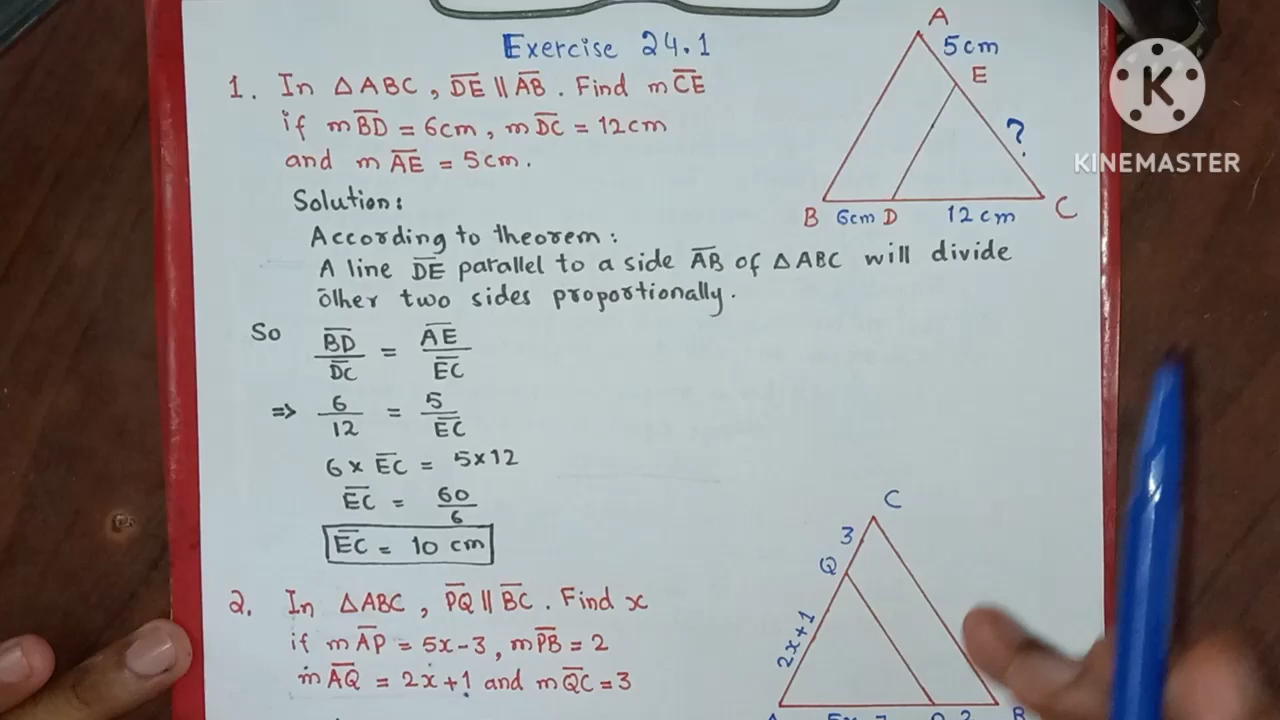 Exercise 24.1
1. In △ABC, DE || AB. Find mCE
if mBD = 6cm, mDC = 12cm
and mAE = 5cm.
A
5cm
E
?
B 6cm D 12cm C
K
KINEMASTER
Solution:
According to theorem:
A line DE parallel to a side AB of △ABC will divide
other two sides proportionally.
So BD/DC = AE/EC
⇒ 6/12 = 5/EC
6 × EC = 5×12
EC = 60/6
EC = 10 cm
2. In △ABC, PQ || BC. Find x
if mAP = 5x-3, mPB = 2
mAQ = 2x+1 and mQC = 3
C
3
Q
2x+1